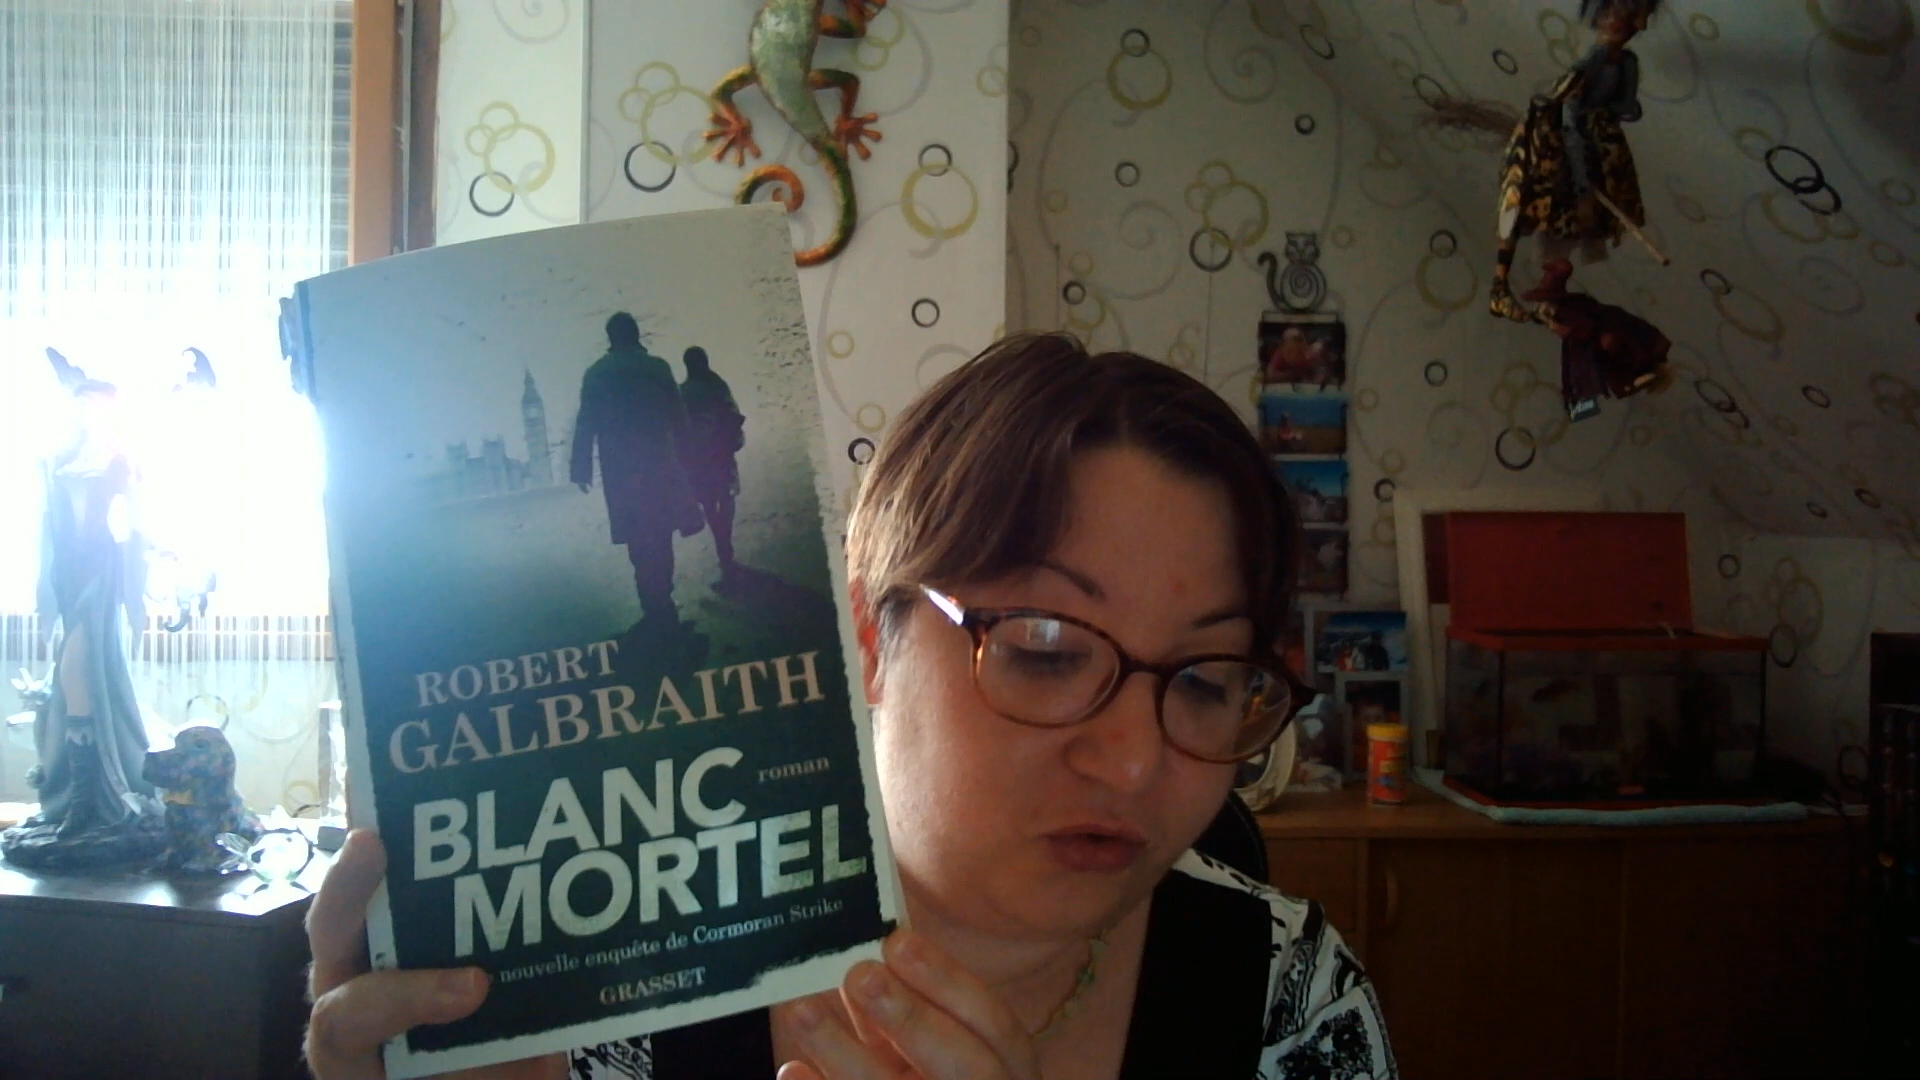 ROBERT
GALBRAITH
roman
BLANC
MORTEL
nouvelle enquête de Cormoran Strike
GRASSET